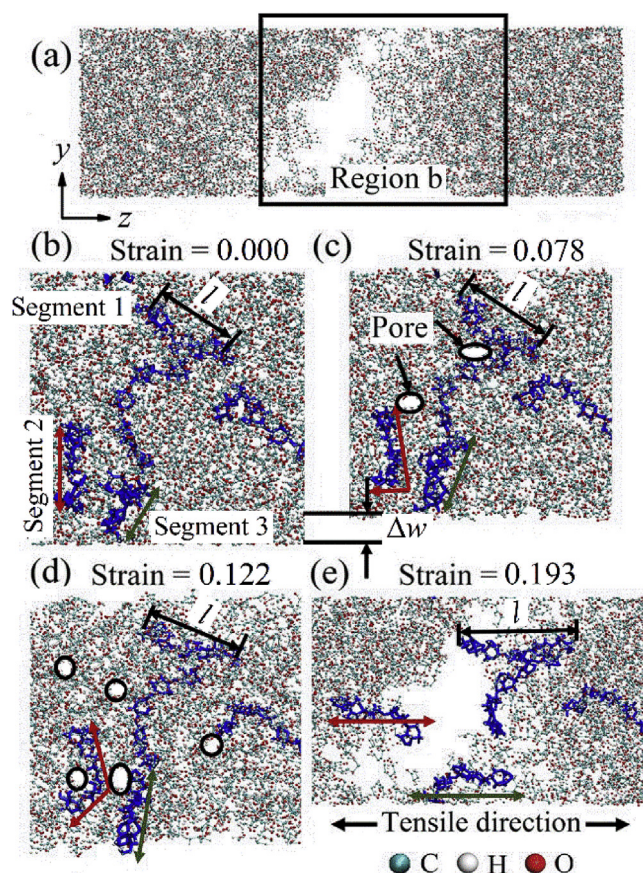 (a)
y
z
Region b
(b) Strain = 0.000
(c) Strain = 0.078
Segment 1
l
l
Pore
Segment 2
Segment 3
Δw
(d) Strain = 0.122
(e) Strain = 0.193
l
l
Tensile direction
C H O